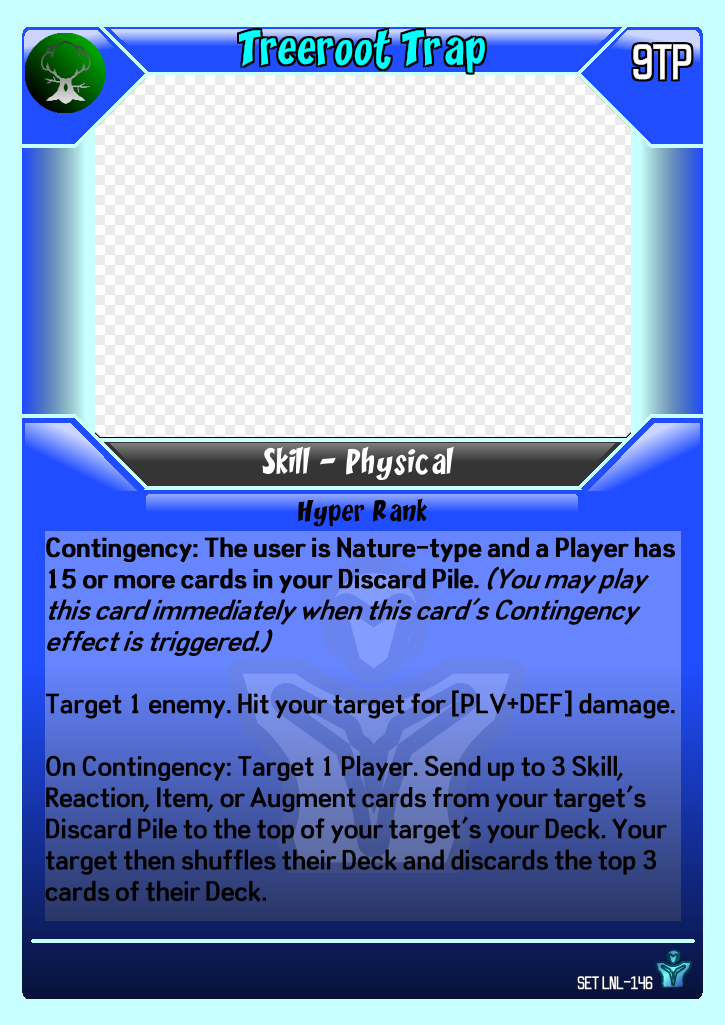 Treeroot Trap
9TP
Skill - Physical
Hyper Rank
Contingency: The user is Nature-type and a Player has
15 or more cards in your Discard Pile. (You may play
this card immediately when this card's Contingency
effect is triggered.)
Target 1 enemy. Hit your target for [PLV+DEF] damage.
On Contingency: Target 1 Player. Send up to 3 Skill,
Reaction, Item, or Augment cards from your target's
Discard Pile to the top of your target's your Deck. Your
target then shuffles their Deck and discards the top 3
cards of their Deck.
SET LNL-146